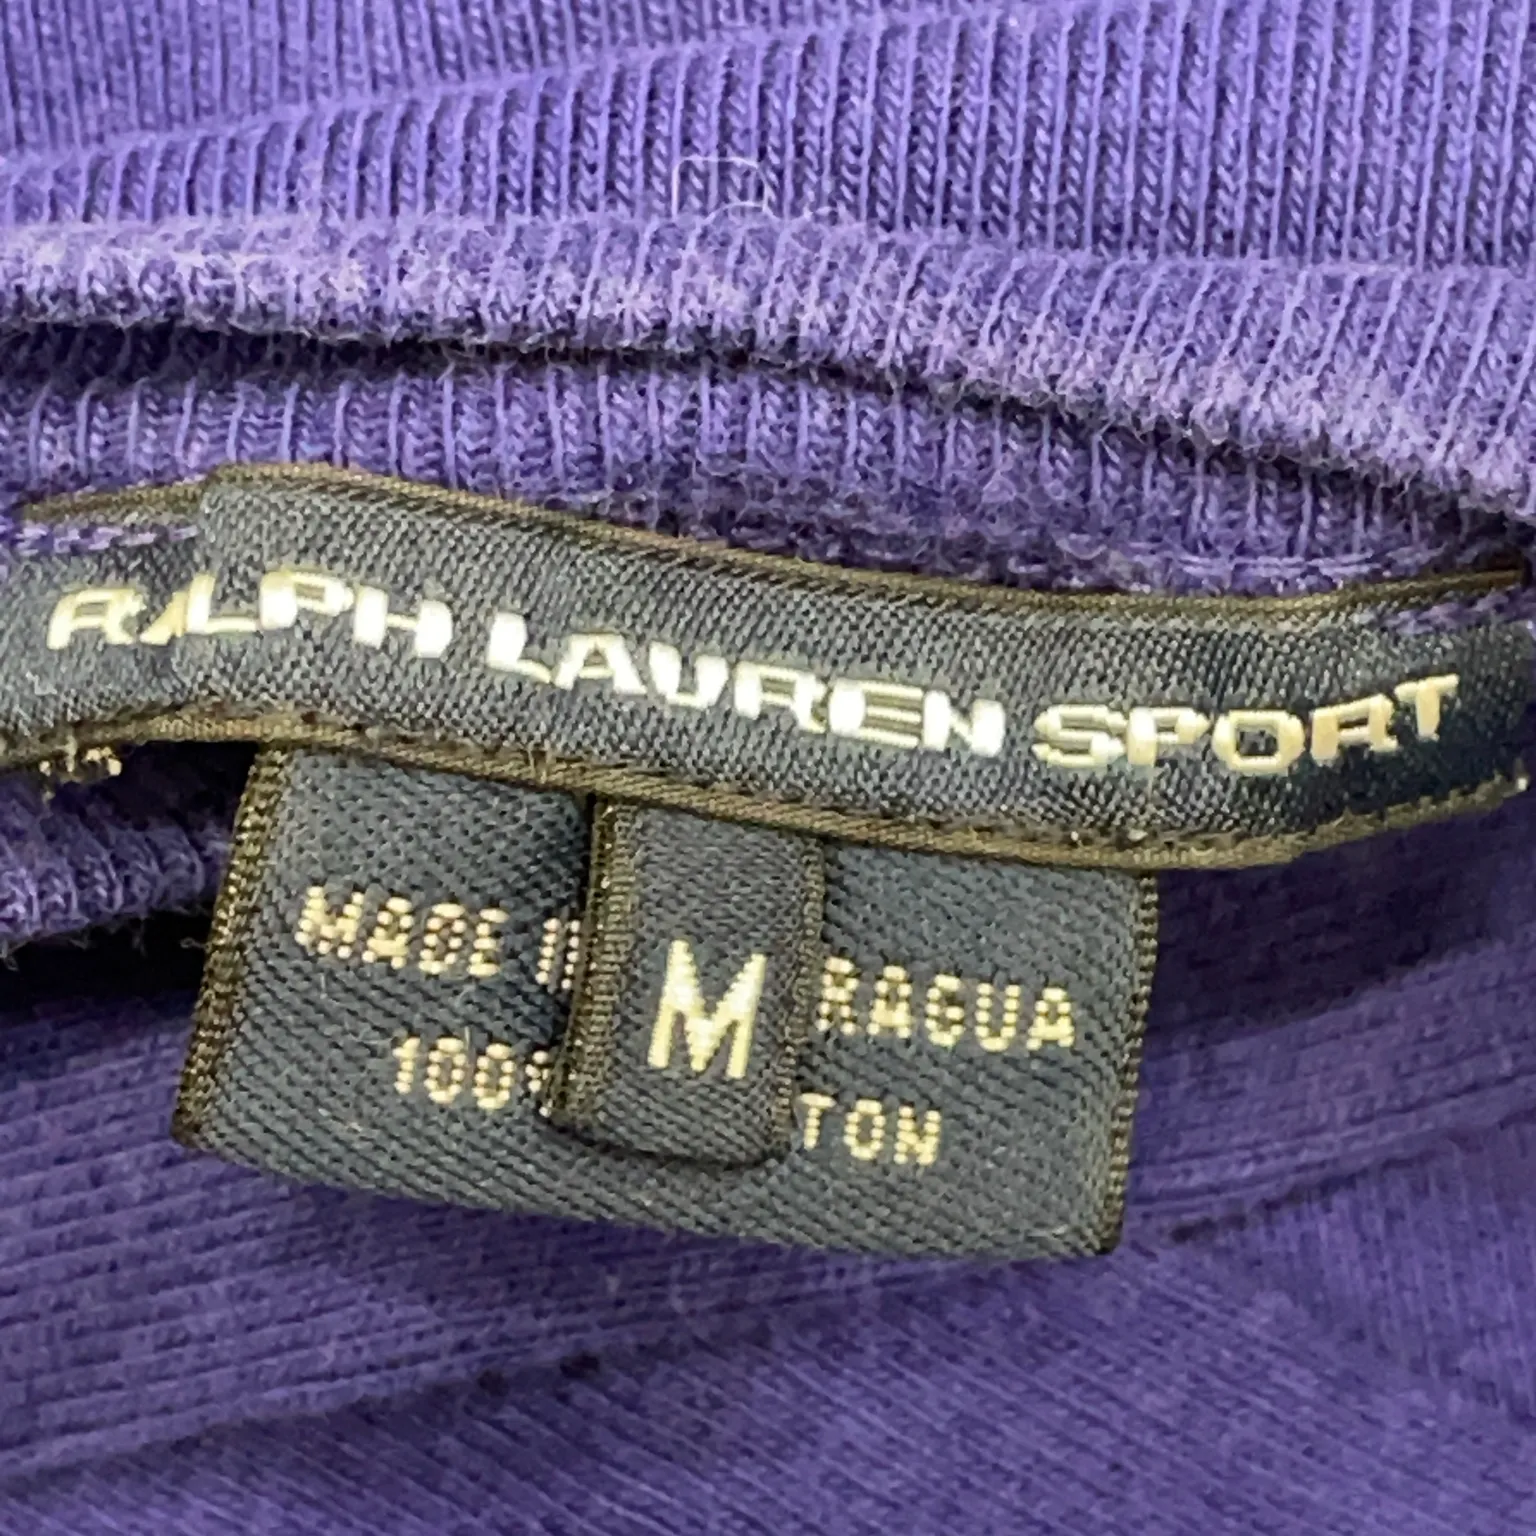 RALPH LAUREN SPORT
MADE I RAGUA
M
100 TON